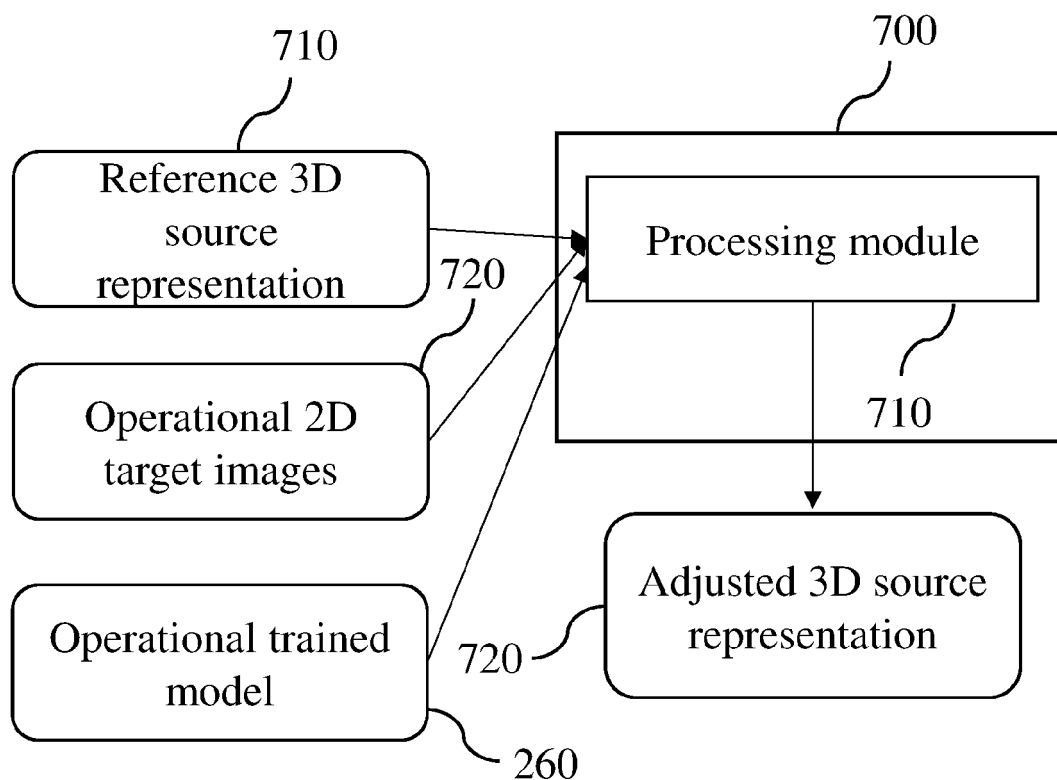 710
700
Reference 3D
source
representation
Processing module
720
710
Operational 2D
target images
Adjusted 3D source
representation
720
Operational trained
model
260